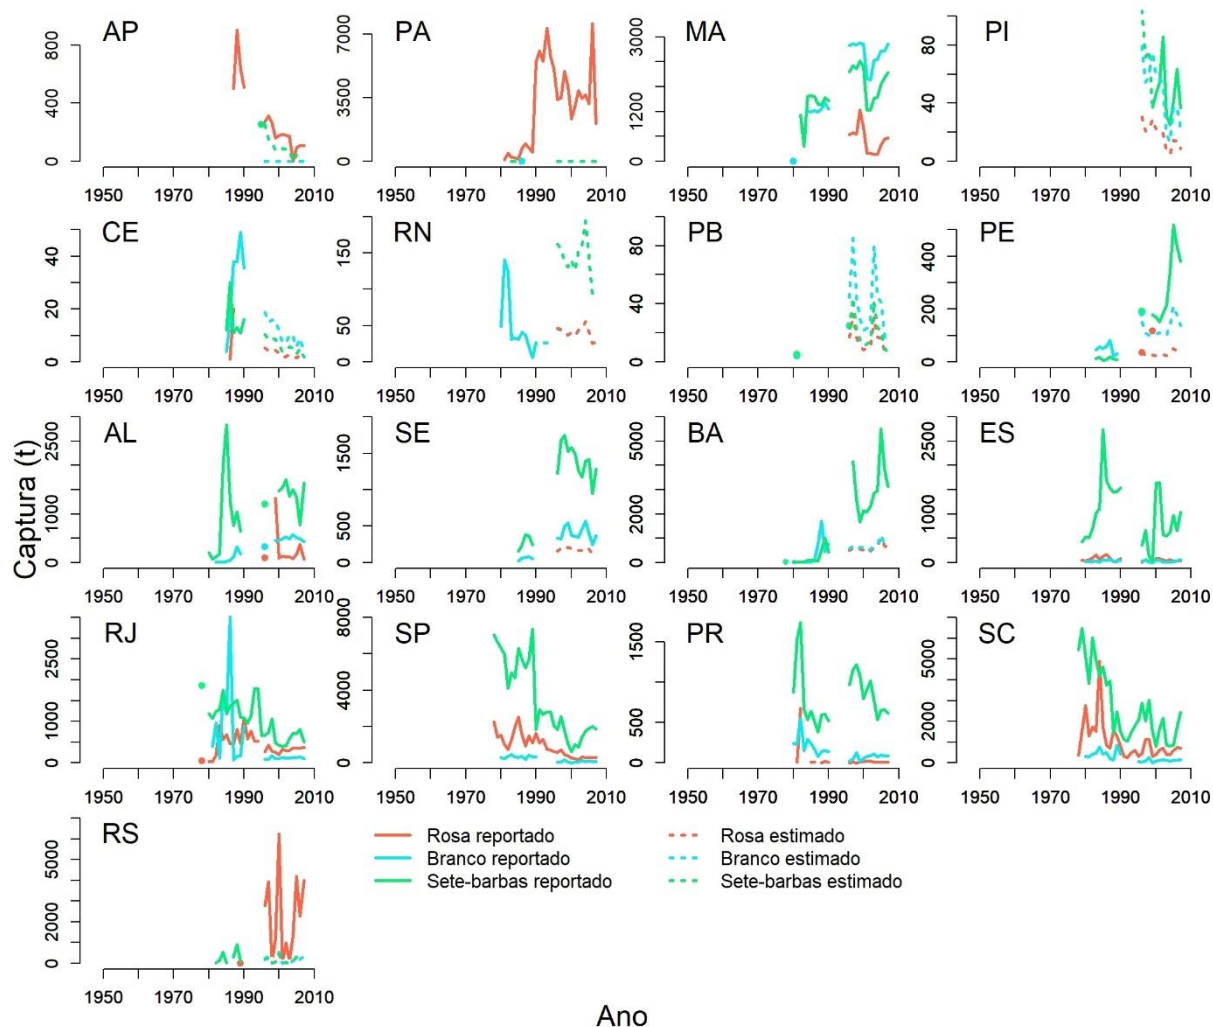 AP PA MA PI
0 400 800
0 3500 7000
0 1200 3000
0 20 40 60 80
1950 1970 1990 2010 1950 1970 1990 2010 1950 1970 1990 2010 1950 1970 1990 2010
CE RN PB PE
0 20 40
0 50 150
0 40 80
0 200 400
1950 1970 1990 2010 1950 1970 1990 2010 1950 1970 1990 2010 1950 1970 1990 2010
AL SE BA ES
0 1000 2500
0 500 1500
0 2000 5000
0 1000 2500
1950 1970 1990 2010 1950 1970 1990 2010 1950 1970 1990 2010 1950 1970 1990 2010
Captura (t)
RJ SP PR SC
0 1000 2500
0 4000 8000
0 500 1500
0 2000 5000
1950 1970 1990 2010 1950 1970 1990 2010 1950 1970 1990 2010 1950 1970 1990 2010
RS
0 2000 5000
1950 1970 1990 2010
Rosa reportado Rosa estimado
Branco reportado Branco estimado
Sete-barbas reportado Sete-barbas estimado
Ano